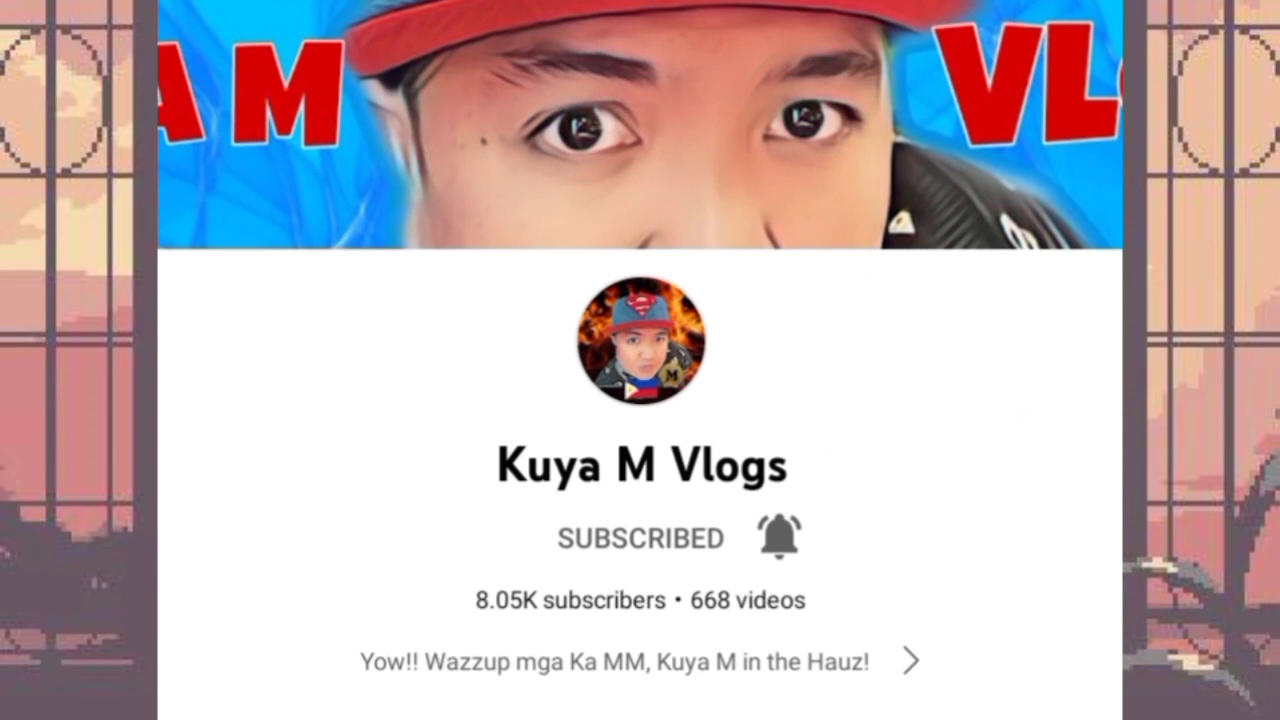 A M VL
Kuya M Vlogs
SUBSCRIBED
8.05K subscribers • 668 videos
Yow!! Wazzup mga Ka MM, Kuya M in the Hauz!